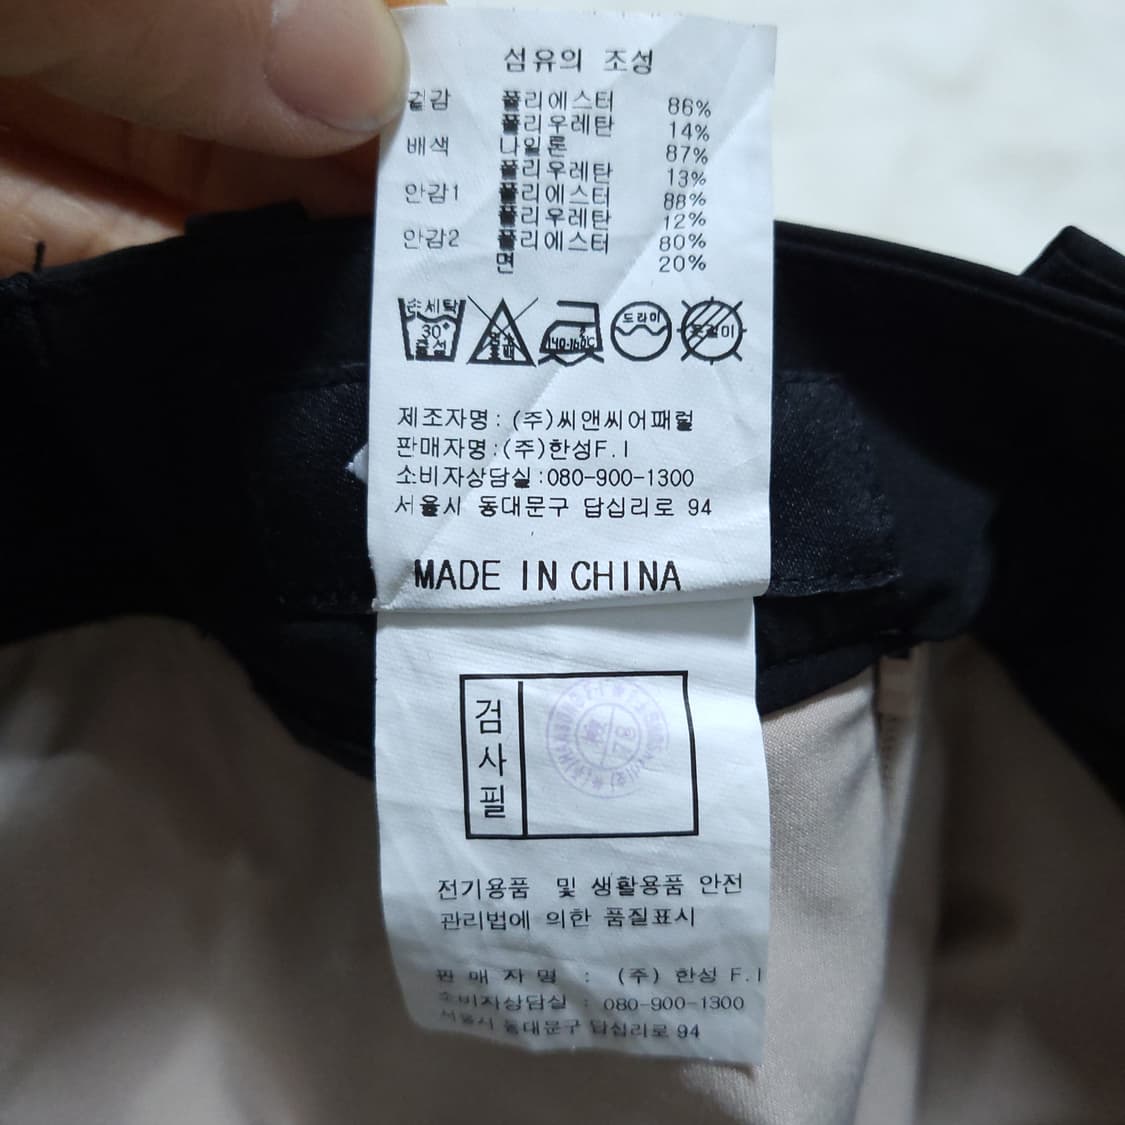 섬유의 조성
겉감 폴리에스터 86%
폴리우레탄 14%
배색 나일론 87%
폴리우레탄 13%
안감1 폴리에스터 88%
폴리우레탄 12%
안감2 폴리에스터 80%
면 20%
손세탁 30° 중성
염소표백
140-160℃
드라이
옷걸이
제조자명: (주)씨앤씨어패럴
판매자명:(주)한성F.I
소비자상담실:080-900-1300
서울시 동대문구 답십리로 94
MADE IN CHINA
검사필
78
전기용품 및 생활용품 안전
관리법에 의한 품질표시
판 매 자 명 : (주) 한성 F.I
소비자상담실 : 080-900-1300
서울시 동대문구 답십리로 94